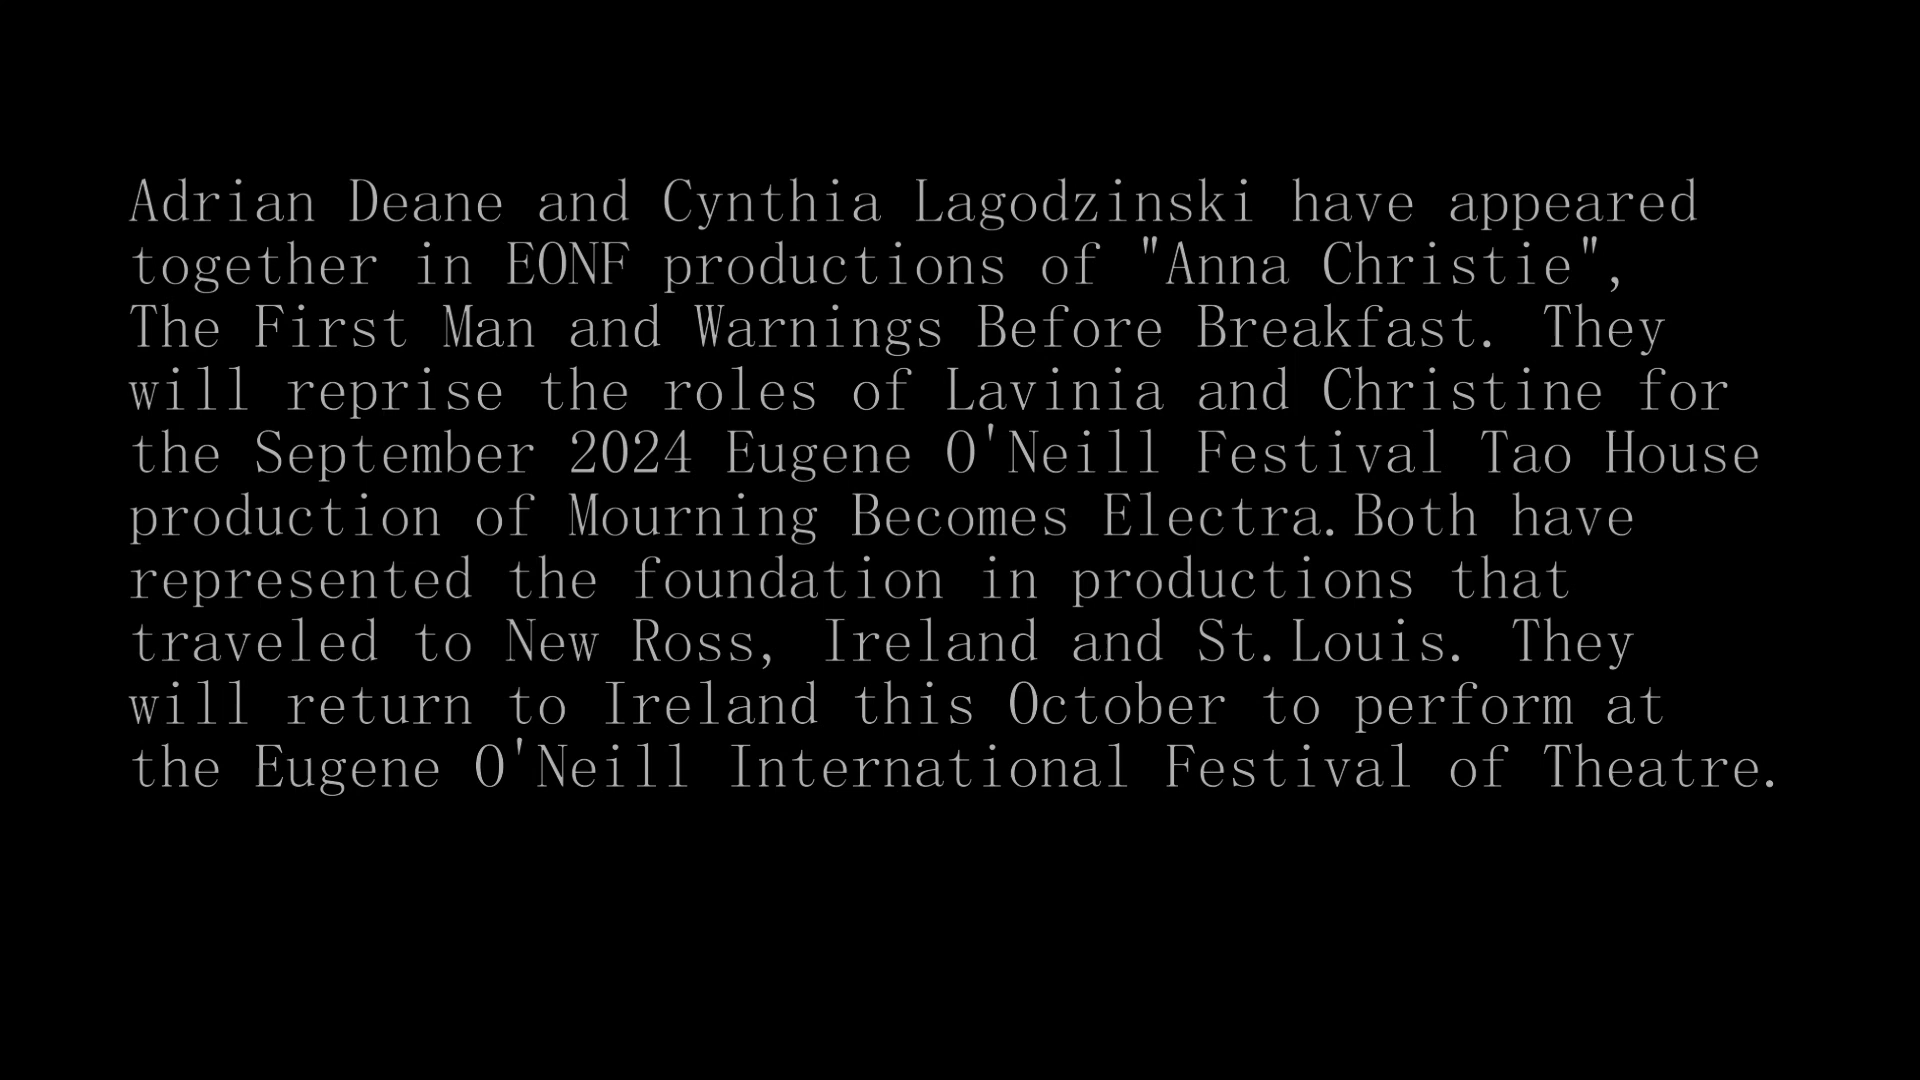 Adrian Deane and Cynthia Lagodzinski have appeared
together in EONF productions of "Anna Christie",
The First Man and Warnings Before Breakfast. They
will reprise the roles of Lavinia and Christine for
the September 2024 Eugene O'Neill Festival Tao House
production of Mourning Becomes Electra.Both have
represented the foundation in productions that
traveled to New Ross, Ireland and St.Louis. They
will return to Ireland this October to perform at
the Eugene O'Neill International Festival of Theatre.